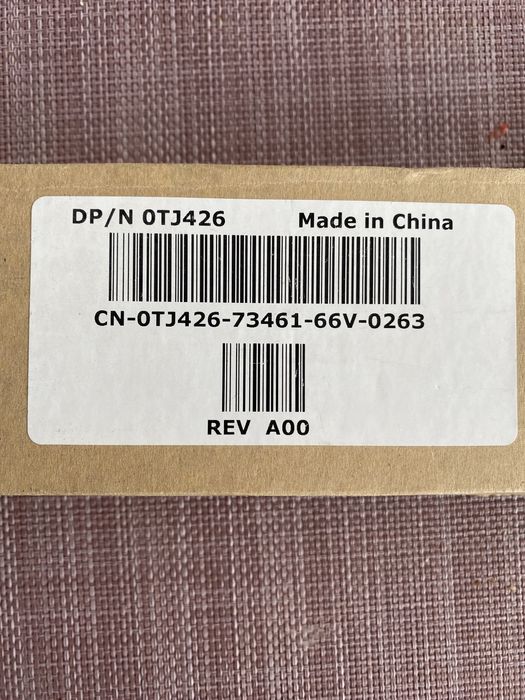 DP/N 0TJ426 Made in China
CN-0TJ426-73461-66V-0263
REV A00